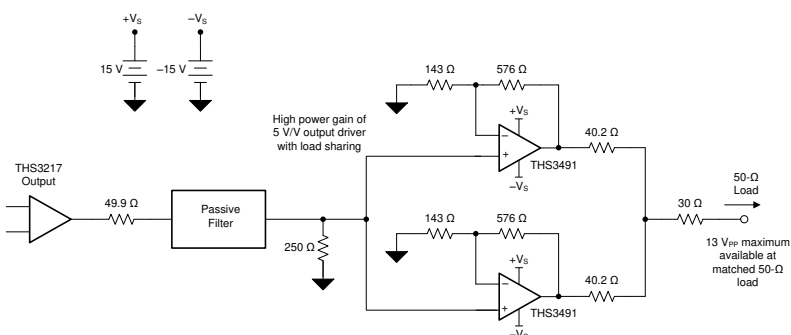 +VS
−VS
15 V
−15 V
143 Ω
576 Ω
High power gain of
5 V/V output driver
with load sharing
+VS
−
+
THS3491
−VS
40.2 Ω
THS3217
Output
49.9 Ω
Passive
Filter
250 Ω
50-Ω
Load
30 Ω
13 VPP maximum
available at
matched 50-Ω
load
143 Ω
576 Ω
+VS
−
+
THS3491
−VS
40.2 Ω